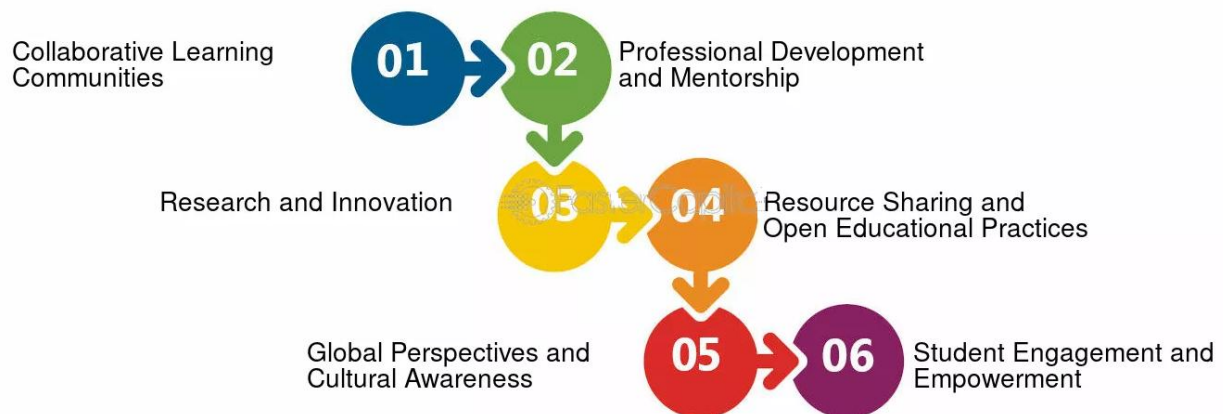 Collaborative Learning
Communities
01
02
Professional Development
and Mentorship
Research and Innovation
03
04
Resource Sharing and
Open Educational Practices
Global Perspectives and
Cultural Awareness
05
06
Student Engagement and
Empowerment